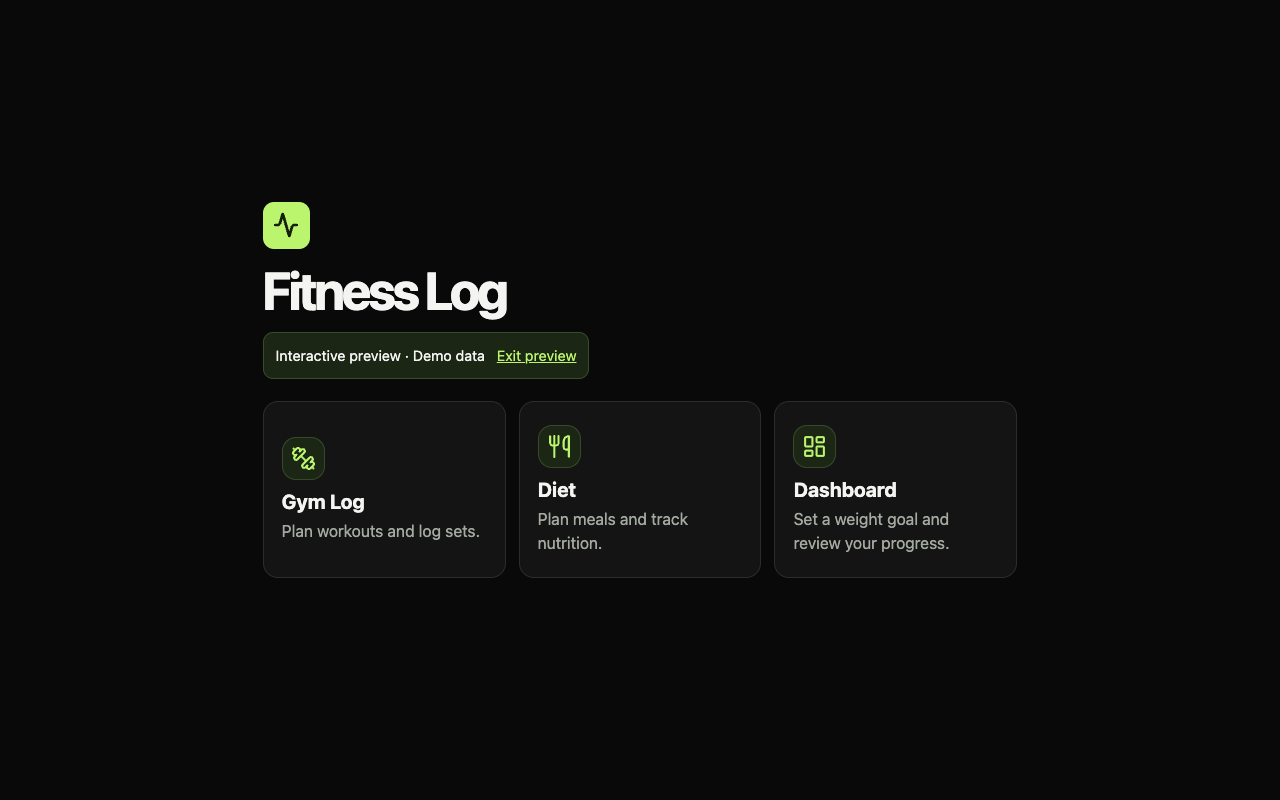 Fitness Log
Interactive preview · Demo data Exit preview
Gym Log
Plan workouts and log sets.
Diet
Plan meals and track
nutrition.
Dashboard
Set a weight goal and
review your progress.